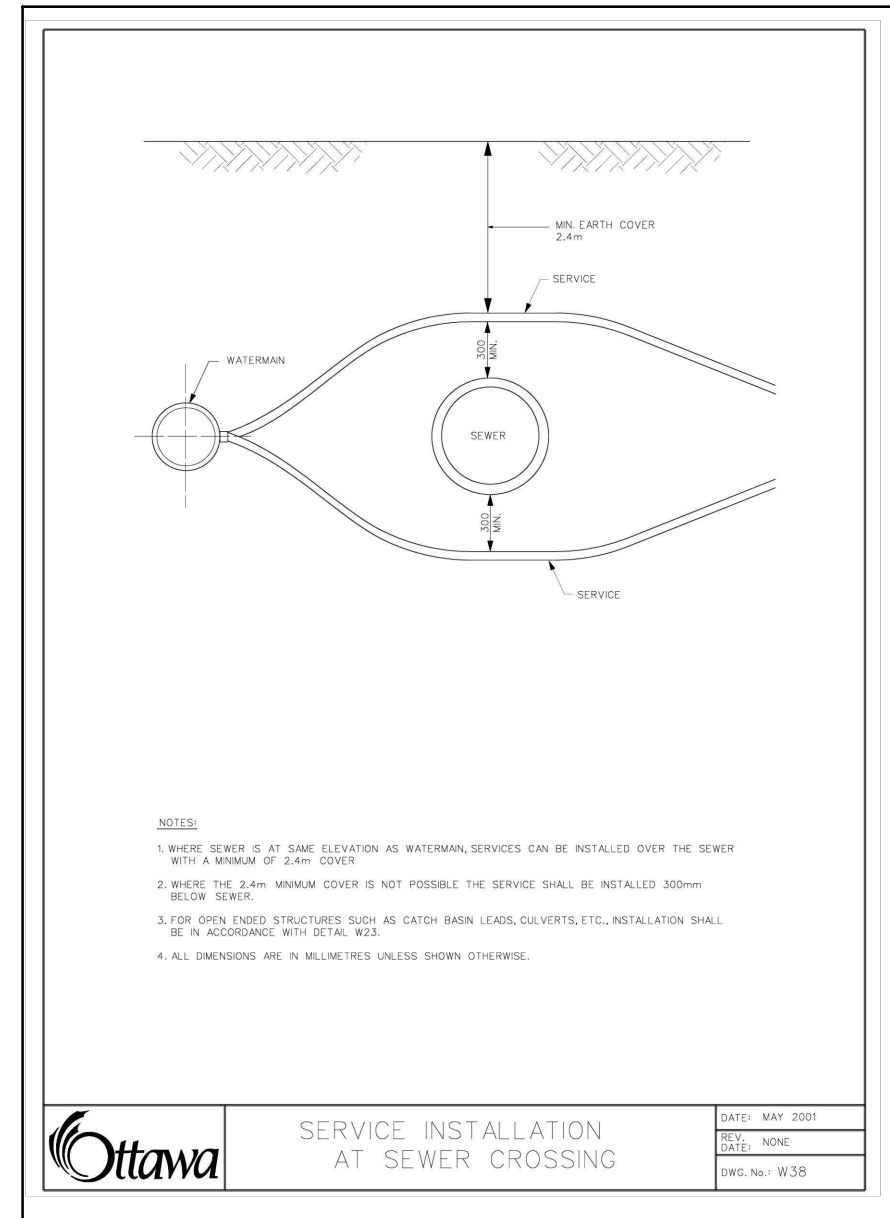 MIN. EARTH COVER
2.4m
SERVICE
WATERMAIN
300
MIN.
SEWER
300
MIN.
SERVICE
NOTES:
1. WHERE SEWER IS AT SAME ELEVATION AS WATERMAIN, SERVICES CAN BE INSTALLED OVER THE SEWER
WITH A MINIMUM OF 2.4m COVER
2. WHERE THE 2.4m MINIMUM COVER IS NOT POSSIBLE THE SERVICE SHALL BE INSTALLED 300mm
BELOW SEWER.
3. FOR OPEN ENDED STRUCTURES SUCH AS CATCH BASIN LEADS, CULVERTS, ETC., INSTALLATION SHALL
BE IN ACCORDANCE WITH DETAIL W23.
4. ALL DIMENSIONS ARE IN MILLIMETRES UNLESS SHOWN OTHERWISE.
Ottawa
SERVICE INSTALLATION
AT SEWER CROSSING
DATE: MAY 2001
REV.
DATE: NONE
DWG. No.: W38